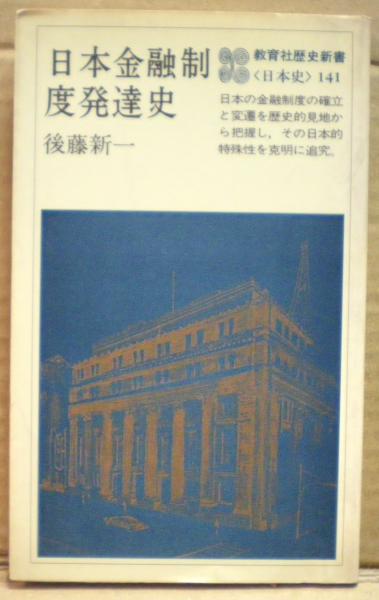 日本金融制
度発達史
後藤新一
教育社歴史新書
〈日本史〉141
日本の金融制度の確立
と変遷を歴史的見地か
ら把握し，その日本的
特殊性を克明に追究。